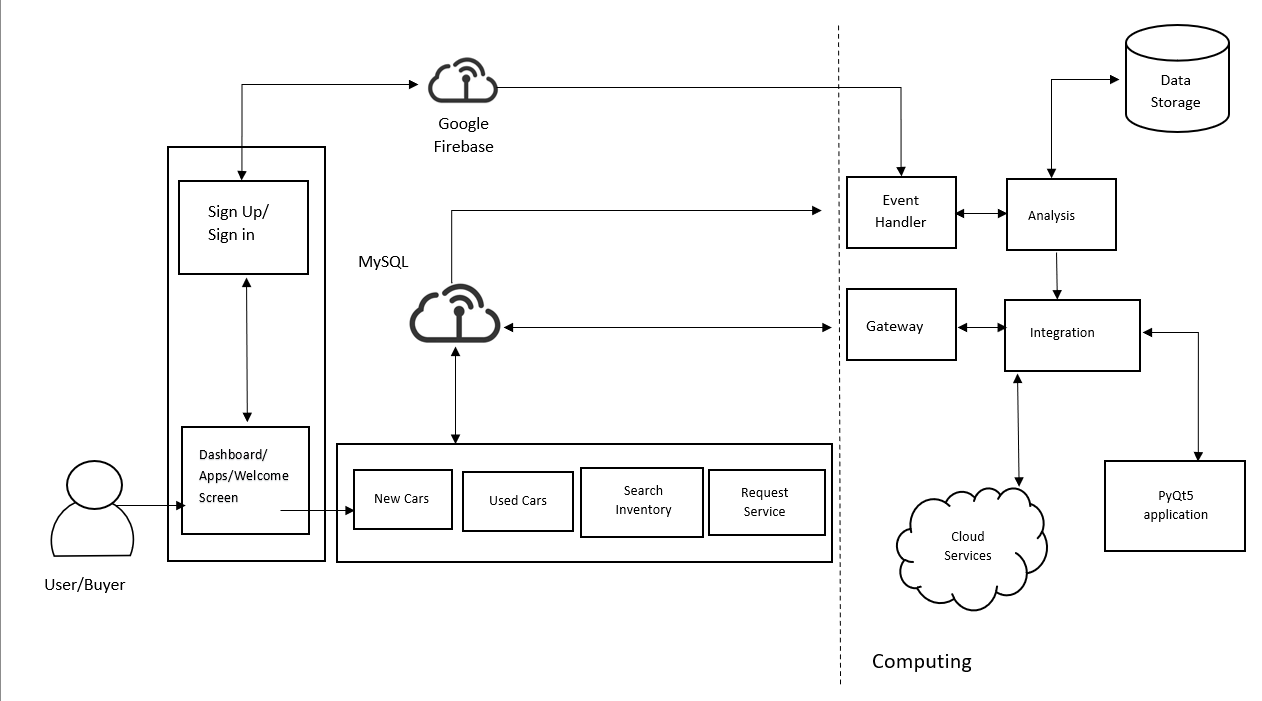 Data
Storage
Google
Firebase
Sign Up/
Sign in
Event
Handler
Analysis
MySQL
Gateway
Integration
Dashboard/
Apps/Welcome
Screen
New Cars
Used Cars
Search
Inventory
Request
Service
PyQt5
application
Cloud
Services
User/Buyer
Computing